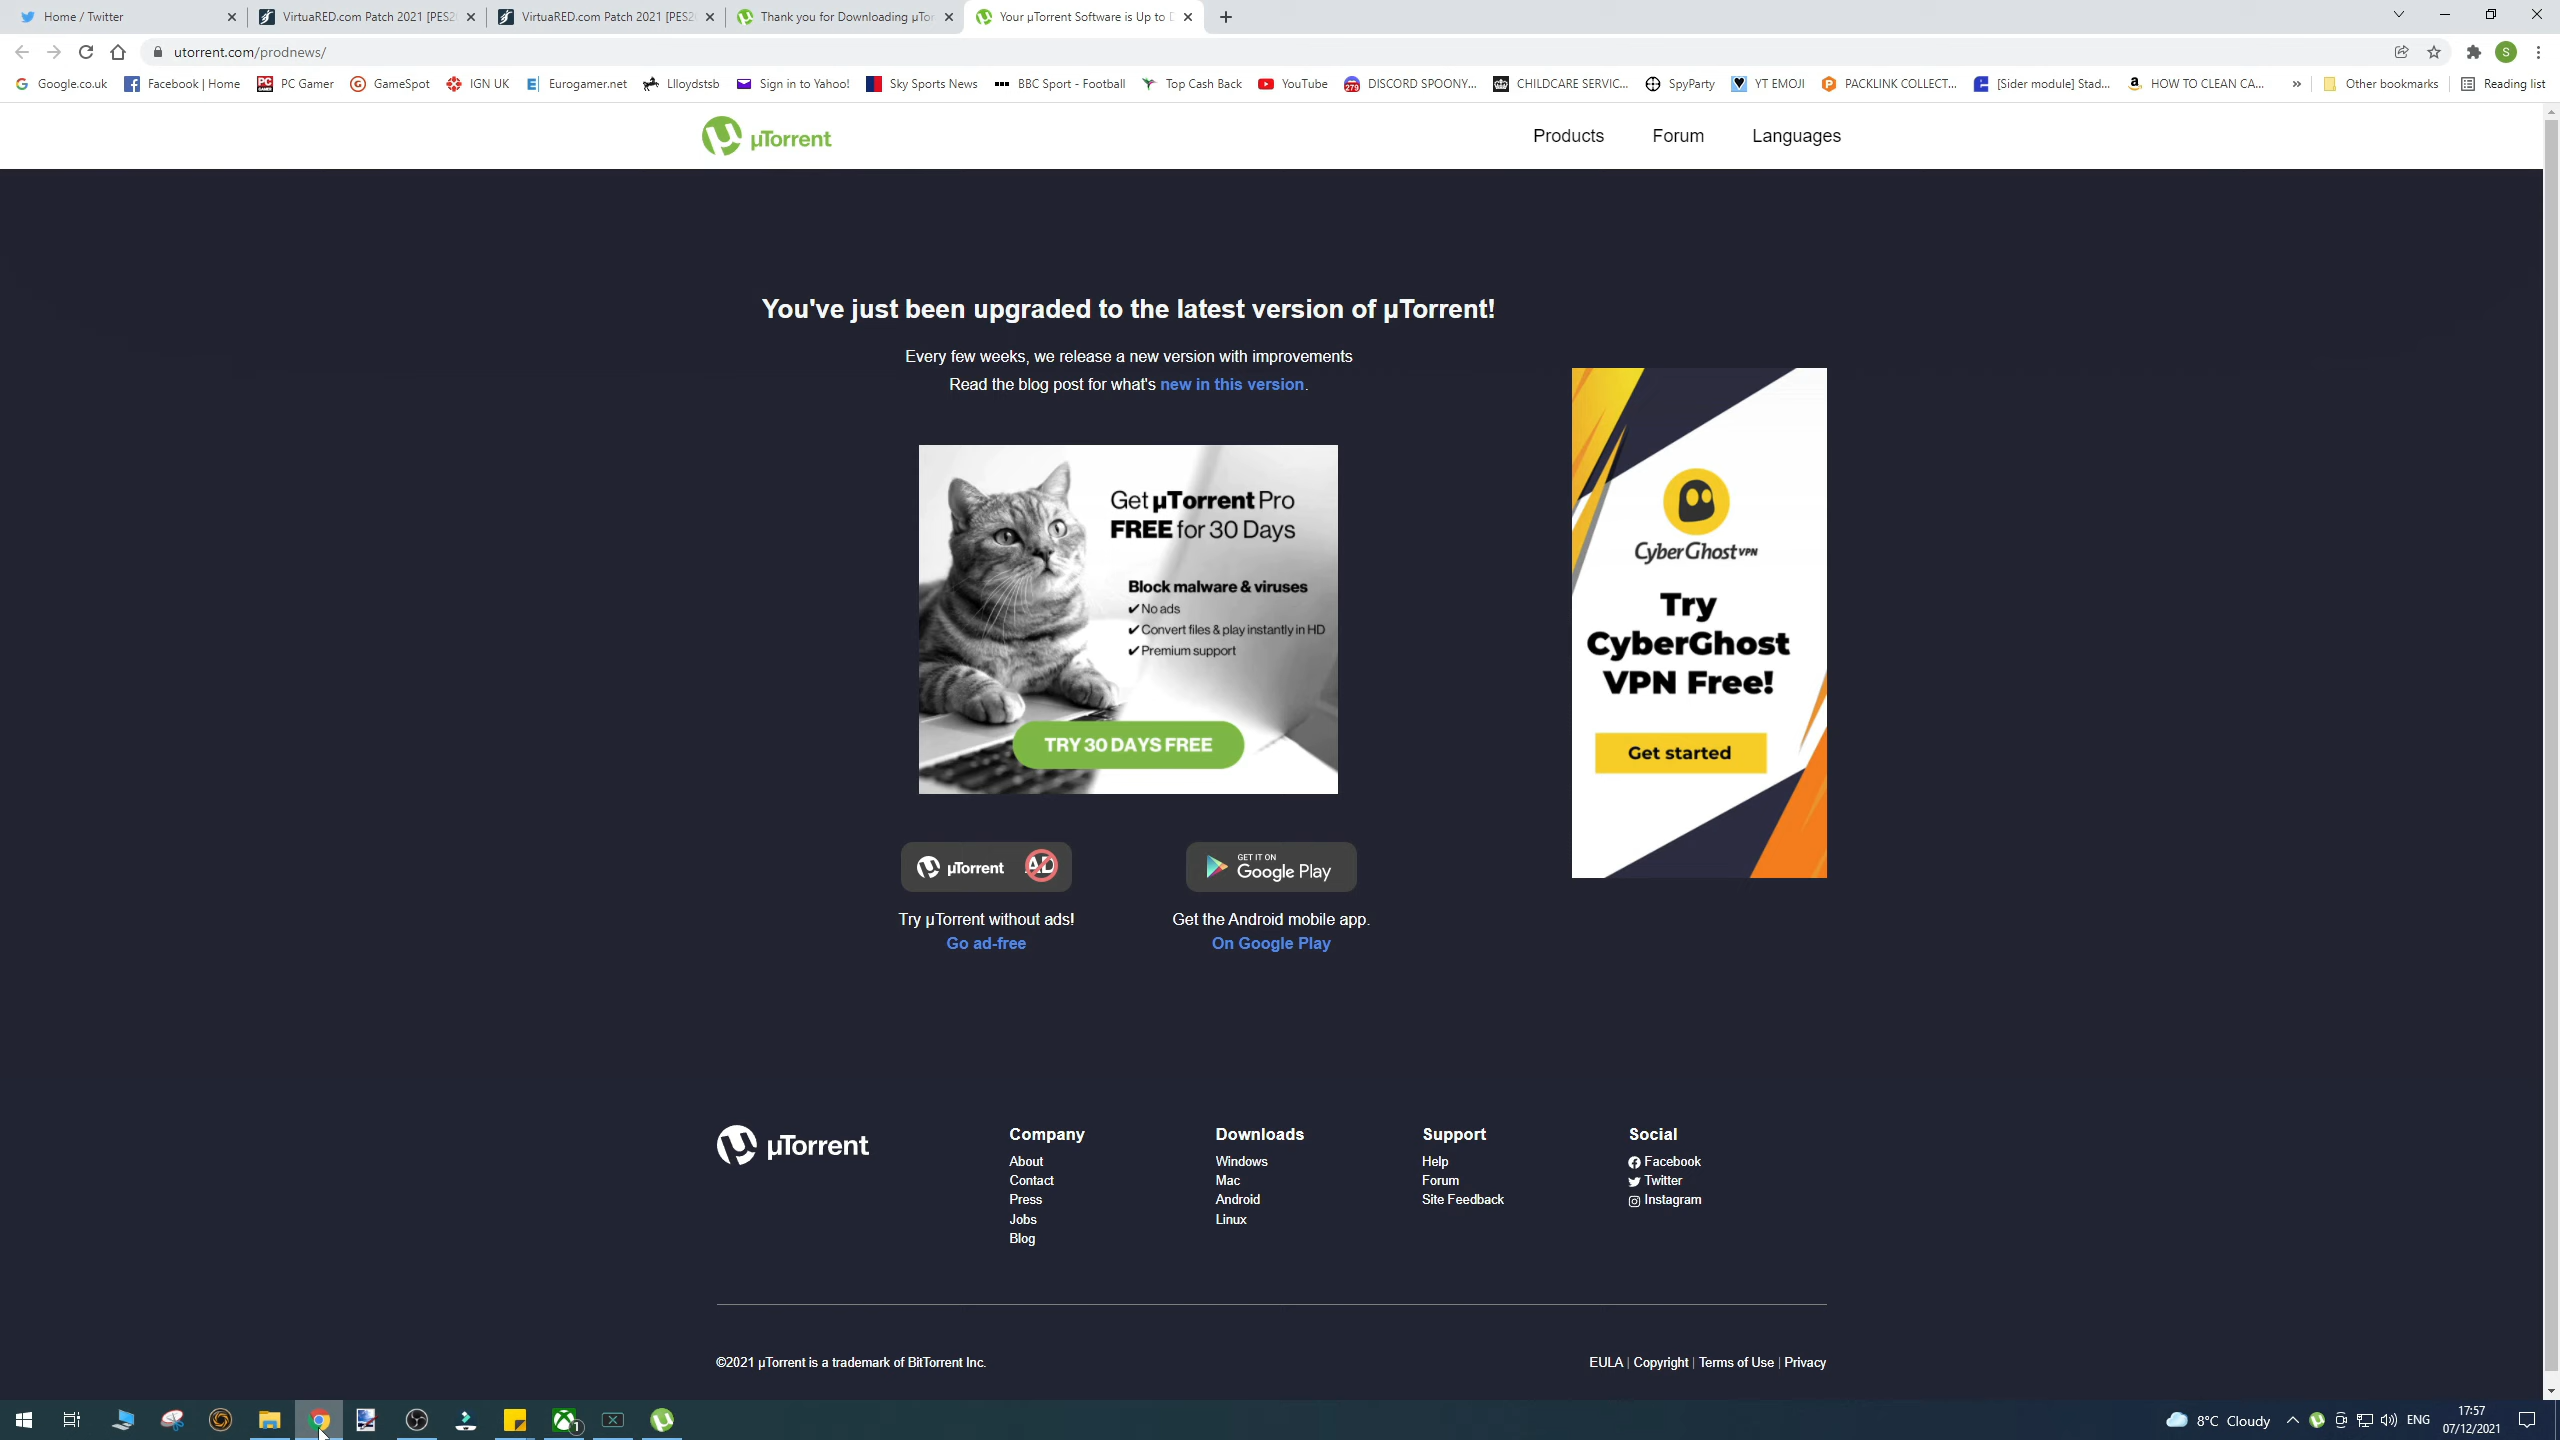 Home / Twitter
VirtuaRED.com Patch 2021 [PES2
VirtuaRED.com Patch 2021 [PES2
Thank you for Downloading µTor
Your µTorrent Software is Up to D
utorrent.com/prodnews/
S
Google.co.uk
Facebook | Home
PC Gamer
GameSpot
IGN UK
Eurogamer.net
Llloydstsb
Sign in to Yahoo!
Sky Sports News
BBC Sport - Football
Top Cash Back
YouTube
DISCORD SPOONY...
CHILDCARE SERVIC...
SpyParty
YT EMOJI
PACKLINK COLLECT...
[Sider module] Stad...
HOW TO CLEAN CA...
»
Other bookmarks
Reading list
µTorrent
Products
Forum
Languages
You've just been upgraded to the latest version of µTorrent!
Every few weeks, we release a new version with improvements
Read the blog post for what's new in this version.
Get µTorrent Pro
FREE for 30 Days
Block malware & viruses
✔ No ads
✔ Convert files & play instantly in HD
✔ Premium support
TRY 30 DAYS FREE
CyberGhost VPN
Try
CyberGhost
VPN Free!
Get started
µTorrent AD
GET IT ON
Google Play
Try µTorrent without ads!
Go ad-free
Get the Android mobile app.
On Google Play
µTorrent
Company
About
Contact
Press
Jobs
Blog
Downloads
Windows
Mac
Android
Linux
Support
Help
Forum
Site Feedback
Social
Facebook
Twitter
Instagram
©2021 µTorrent is a trademark of BitTorrent Inc.
EULA | Copyright | Terms of Use | Privacy
1
8°C Cloudy
ENG
17:57
07/12/2021